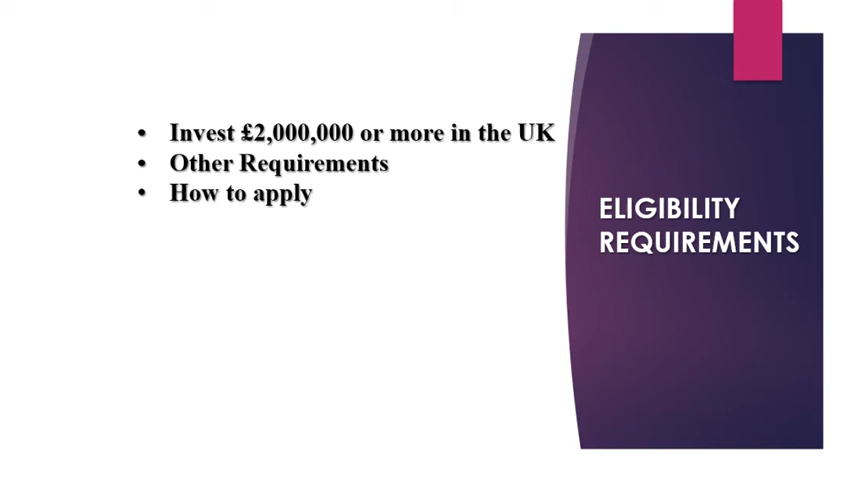 • Invest £2,000,000 or more in the UK
• Other Requirements
• How to apply
ELIGIBILITY
REQUIREMENTS